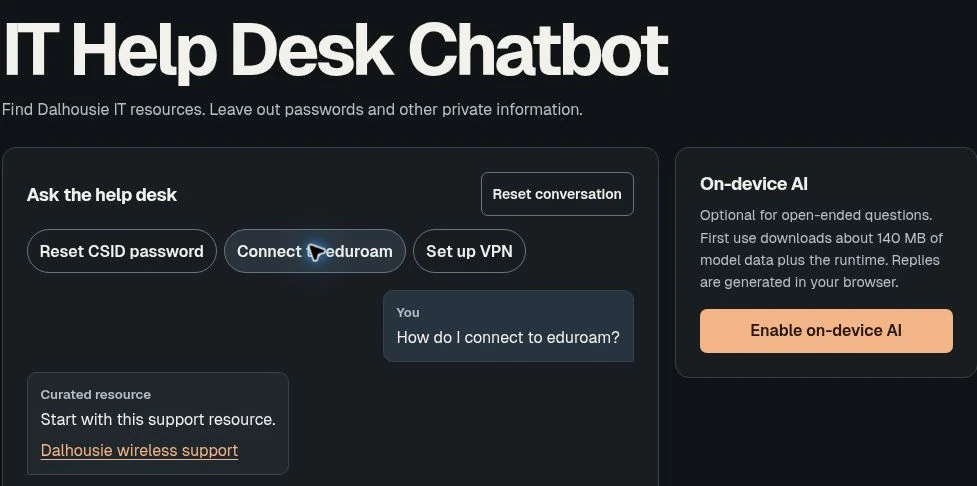 IT Help Desk Chatbot
Find Dalhousie IT resources. Leave out passwords and other private information.
Ask the help desk
Reset conversation
Reset CSID password
Connect eduroam
Set up VPN
You
How do I connect to eduroam?
Curated resource
Start with this support resource.
Dalhousie wireless support
On-device AI
Optional for open-ended questions.
First use downloads about 140 MB of
model data plus the runtime. Replies
are generated in your browser.
Enable on-device AI